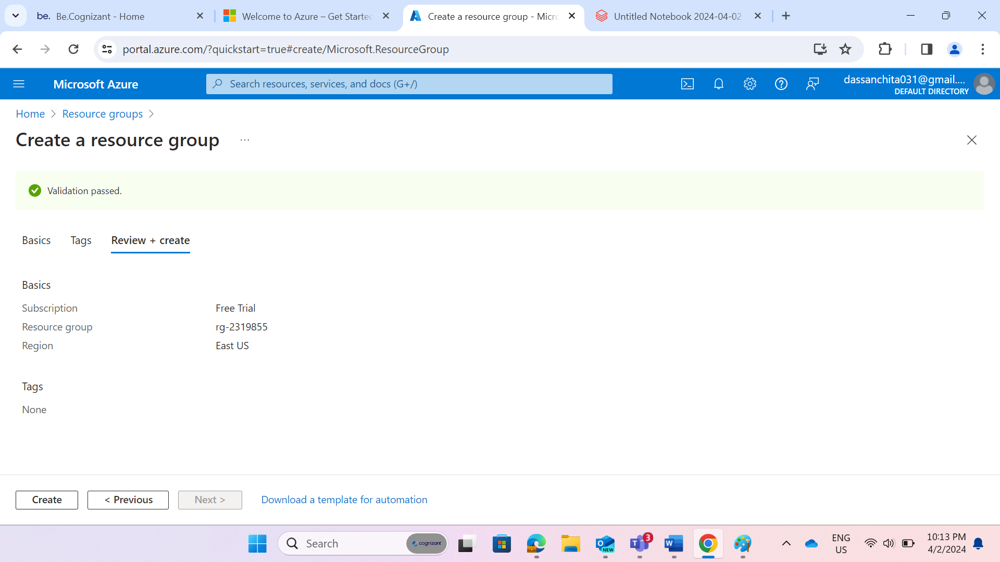 be. Be.Cognizant - Home
Welcome to Azure – Get Started
Create a resource group - Micro
Untitled Notebook 2024-04-02
portal.azure.com/?quickstart=true#create/Microsoft.ResourceGroup
Microsoft Azure
Search resources, services, and docs (G+/)
dassanchita031@gmail....
DEFAULT DIRECTORY
Home > Resource groups >
Create a resource group ...
Validation passed.
Basics Tags Review + create
Basics
Subscription Free Trial
Resource group rg-2319855
Region East US
Tags
None
Create
< Previous
Next >
Download a template for automation
Search
cognizant
NEW
3
ENG
US
10:13 PM
4/2/2024